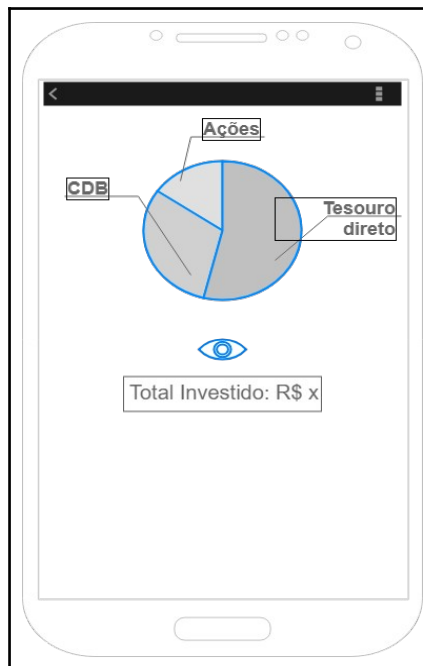 Ações
CDB
Tesouro
direto
Total Investido: R$ x